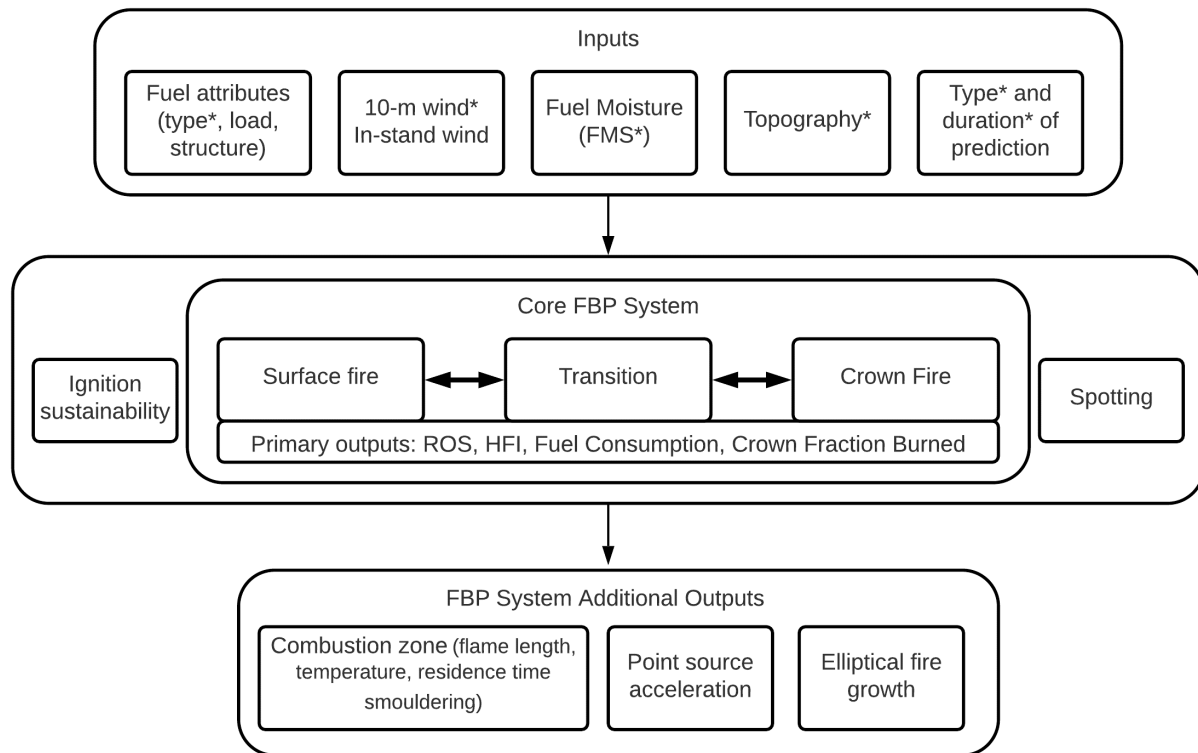 Inputs
Fuel attributes
(type*, load,
structure)
10-m wind*
In-stand wind
Fuel Moisture
(FMS*)
Topography*
Type* and
duration* of
prediction
Core FBP System
Ignition
sustainability
Surface fire
Transition
Crown Fire
Primary outputs: ROS, HFI, Fuel Consumption, Crown Fraction Burned
Spotting
FBP System Additional Outputs
Combustion zone (flame length,
temperature, residence time
smouldering)
Point source
acceleration
Elliptical fire
growth